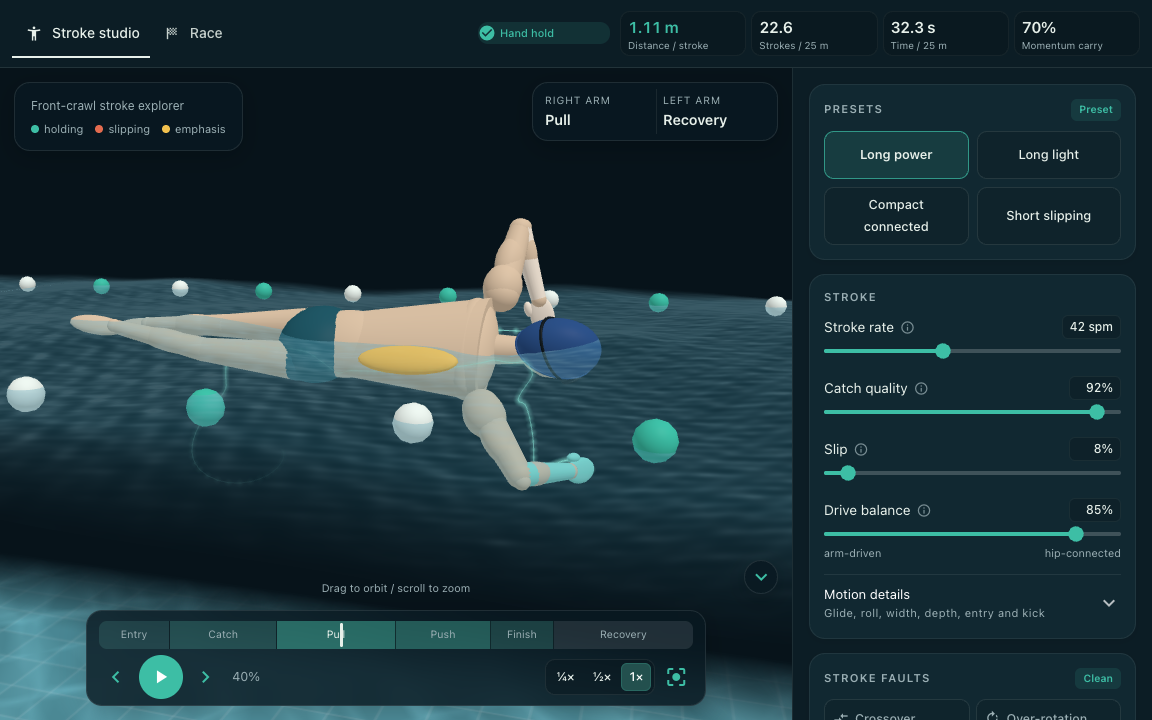 Stroke studio
Race
Hand hold
1.11 m
Distance / stroke
22.6
Strokes / 25 m
32.3 s
Time / 25 m
70%
Momentum carry
Front-crawl stroke explorer
holding
slipping
emphasis
RIGHT ARM
Pull
LEFT ARM
Recovery
PRESETS
Preset
Long power
Long light
Compact
connected
Short slipping
STROKE
Stroke rate
42 spm
Catch quality
92%
Slip
8%
Drive balance
85%
arm-driven
hip-connected
Motion details
Glide, roll, width, depth, entry and kick
STROKE FAULTS
Clean
Crossover
Over-rotation
Drag to orbit / scroll to zoom
Entry
Catch
Pull
Push
Finish
Recovery
40%
¼×
½×
1×